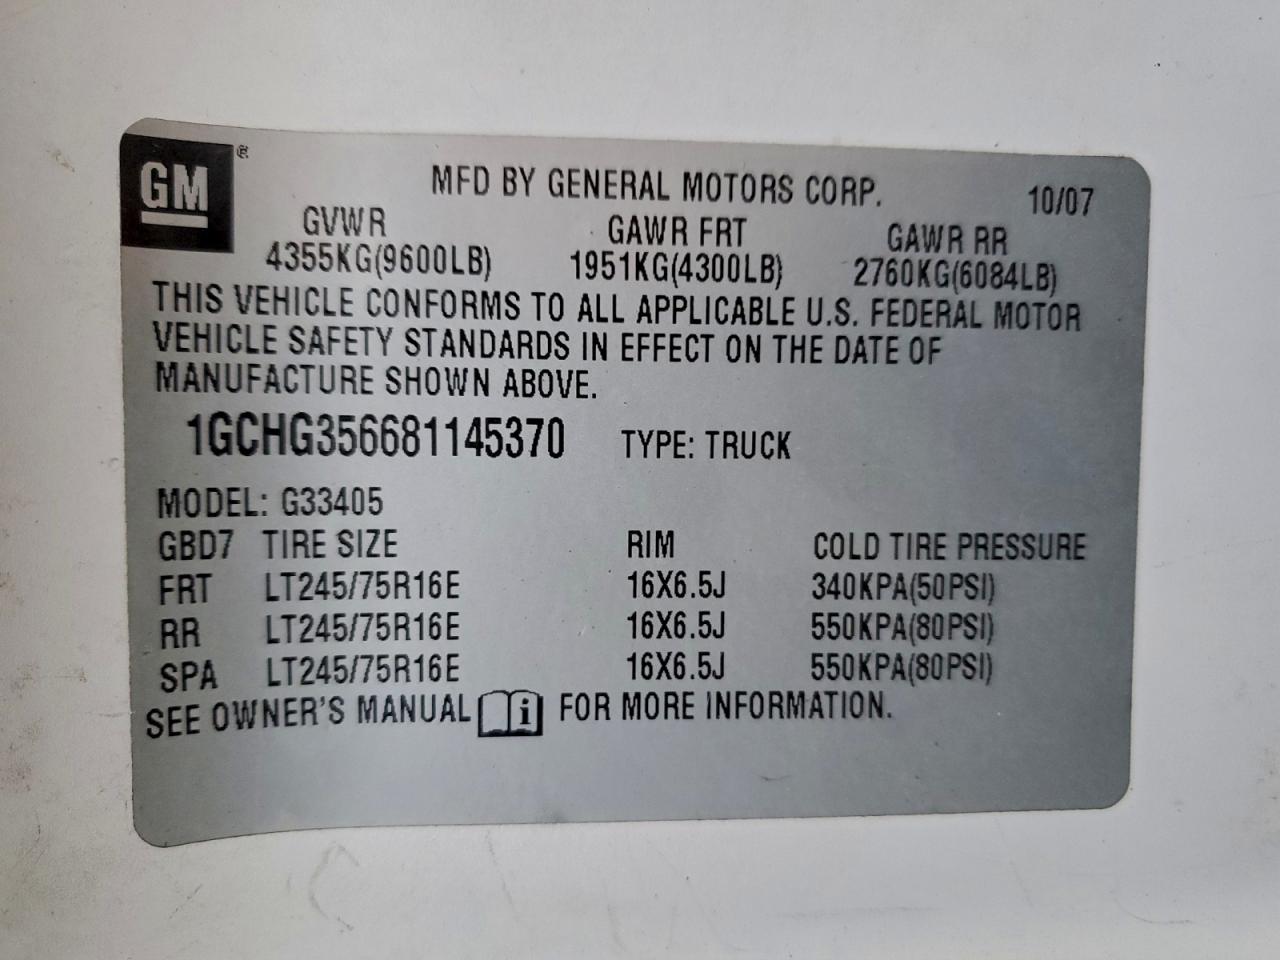 GM ®
MFD BY GENERAL MOTORS CORP. 10/07
GVWR GAWR FRT GAWR RR
4355KG(9600LB) 1951KG(4300LB) 2760KG(6084LB)
THIS VEHICLE CONFORMS TO ALL APPLICABLE U.S. FEDERAL MOTOR
VEHICLE SAFETY STANDARDS IN EFFECT ON THE DATE OF
MANUFACTURE SHOWN ABOVE.
1GCHG356681145370 TYPE: TRUCK
MODEL: G33405
GBD7 TIRE SIZE RIM COLD TIRE PRESSURE
FRT LT245/75R16E 16X6.5J 340KPA(50PSI)
RR LT245/75R16E 16X6.5J 550KPA(80PSI)
SPA LT245/75R16E 16X6.5J 550KPA(80PSI)
SEE OWNER'S MANUAL i FOR MORE INFORMATION.